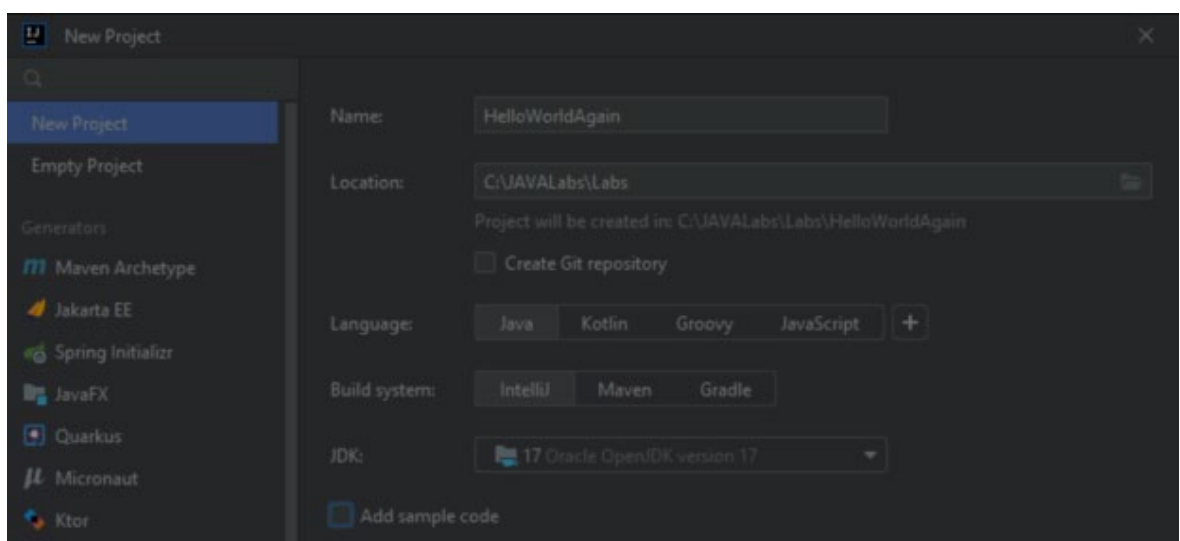 New Project
New Project
Empty Project
Generators
Maven Archetype
Jakarta EE
Spring Initializr
JavaFX
Quarkus
Micronaut
Ktor
Name: HelloWorldAgain
Location: C:\JAVALabs\Labs
Project will be created in: C:\JAVALabs\Labs\HelloWorldAgain
Create Git repository
Language: Java Kotlin Groovy JavaScript +
Build system: IntelliJ Maven Gradle
JDK: 17 Oracle OpenJDK version 17
Add sample code